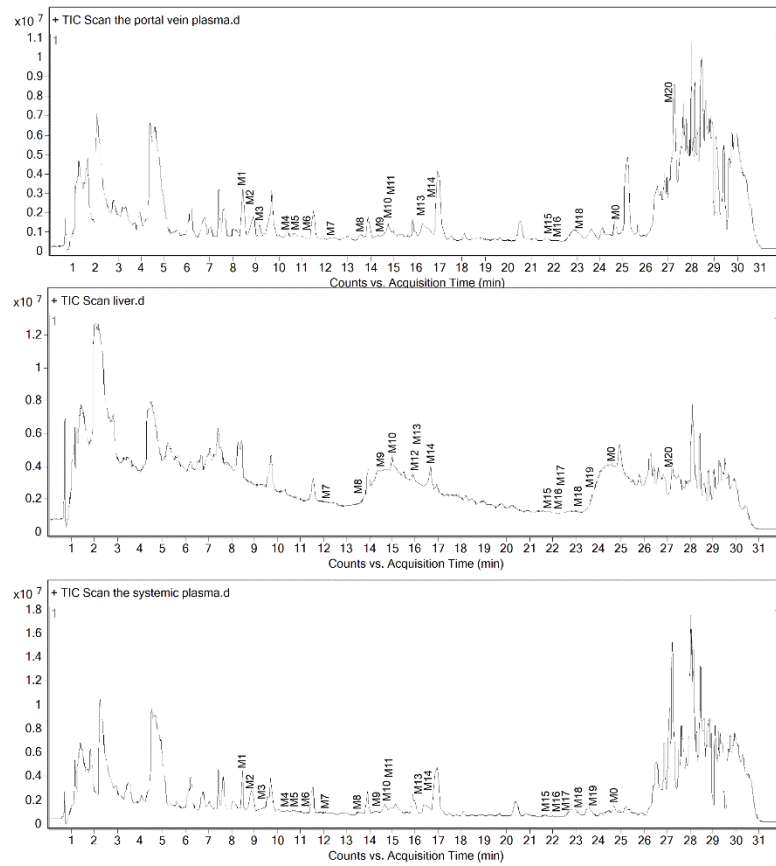 + TIC Scan the portal vein plasma.d
x10 7
1
1.1
1
0.9
0.8
0.7
0.6
0.5
0.4
0.3
0.2
0.1
0
M1
M2
M3
M4
M5
M6
M7
M8
M9
M10
M11
M13
M14
M15
M16
M18
M0
M20
1 2 3 4 5 6 7 8 9 10 11 12 13 14 15 16 17 18 19 20 21 22 23 24 25 26 27 28 29 30 31
Counts vs. Acquisition Time (min)
+ TIC Scan liver.d
x10 7
1
1.2
1
0.8
0.6
0.4
0.2
0
M7
M8
M9
M10
M12
M13
M14
M15
M16
M17
M18
M19
M0
M20
1 2 3 4 5 6 7 8 9 10 11 12 13 14 15 16 17 18 19 20 21 22 23 24 25 26 27 28 29 30 31
Counts vs. Acquisition Time (min)
+ TIC Scan the systemic plasma.d
x10 7
1
1.8
1.6
1.4
1.2
1
0.8
0.6
0.4
0.2
0
M1
M2
M3
M4
M5
M6
M7
M8
M9
M10
M11
M13
M14
M15
M16
M17
M18
M19
M0
1 2 3 4 5 6 7 8 9 10 11 12 13 14 15 16 17 18 19 20 21 22 23 24 25 26 27 28 29 30 31
Counts vs. Acquisition Time (min)